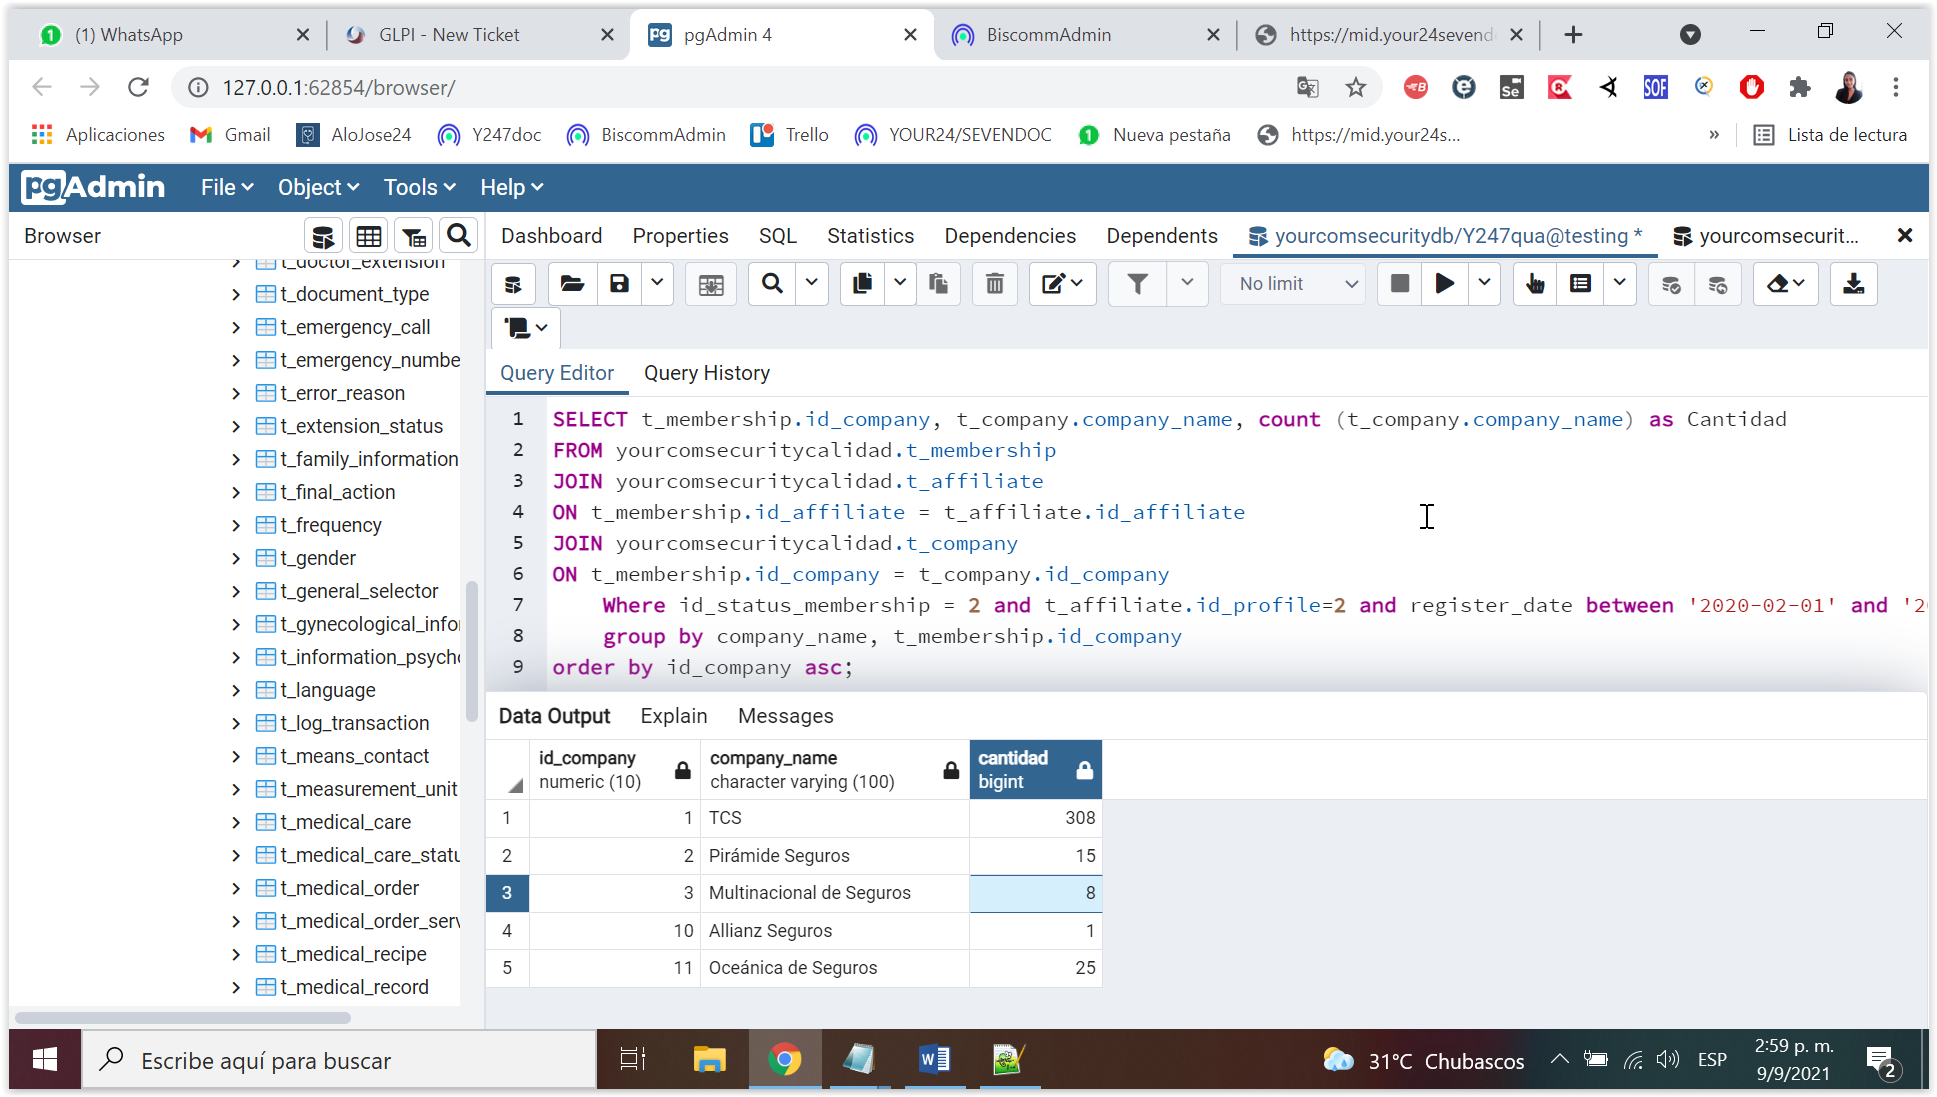 (1) WhatsApp
GLPI - New Ticket
pgAdmin 4
BiscommAdmin
https://mid.your24sevend
127.0.0.1:62854/browser/
Aplicaciones
Gmail
AloJose24
Y247doc
BiscommAdmin
Trello
YOUR24/SEVENDOC
Nueva pestaña
https://mid.your24s...
»
Lista de lectura
pgAdmin
File
Object
Tools
Help
Browser
Dashboard
Properties
SQL
Statistics
Dependencies
Dependents
yourcomsecuritydb/Y247qua@testing *
yourcomsecurit...
No limit
Query Editor
Query History
t_doctor_extension
t_document_type
t_emergency_call
t_emergency_numbe
t_error_reason
t_extension_status
t_family_information
t_final_action
t_frequency
t_gender
t_general_selector
t_gynecological_info
t_information_psych
t_language
t_log_transaction
t_means_contact
t_measurement_unit
t_medical_care
t_medical_care_statu
t_medical_order
t_medical_order_serv
t_medical_recipe
t_medical_record
1 SELECT t_membership.id_company, t_company.company_name, count (t_company.company_name) as Cantidad
2 FROM yourcomsecuritycalidad.t_membership
3 JOIN yourcomsecuritycalidad.t_affiliate
4 ON t_membership.id_affiliate = t_affiliate.id_affiliate
5 JOIN yourcomsecuritycalidad.t_company
6 ON t_membership.id_company = t_company.id_company
7 Where id_status_membership = 2 and t_affiliate.id_profile=2 and register_date between '2020-02-01' and '2
8 group by company_name, t_membership.id_company
9 order by id_company asc;
Data Output
Explain
Messages
id_company numeric (10)
company_name character varying (100)
cantidad bigint
1 1 TCS 308
2 2 Pirámide Seguros 15
3 3 Multinacional de Seguros 8
4 10 Allianz Seguros 1
5 11 Oceánica de Seguros 25
Escribe aquí para buscar
31°C Chubascos
ESP
2:59 p. m.
9/9/2021
2